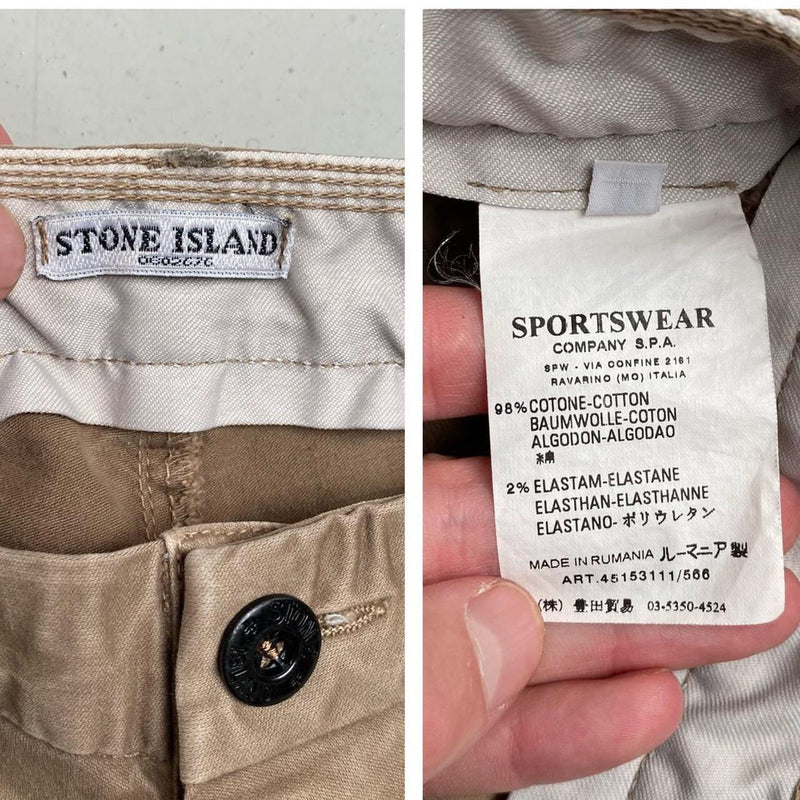 STONE ISLAND
0802676
SPORTSWEAR
COMPANY S.P.A.
SPW - VIA CONFINE 2161
RAVARINO (MO) ITALIA
98% COTONE-COTTON
BAUMWOLLE-COTON
ALGODON-ALGODAO
綿
2% ELASTAM-ELASTANE
ELASTHAN-ELASTHANNE
ELASTANO-ポリウレタン
MADE IN RUMANIA ルーマニア製
ART.45153111/566
(株) 豊田貿易 03-5350-4524